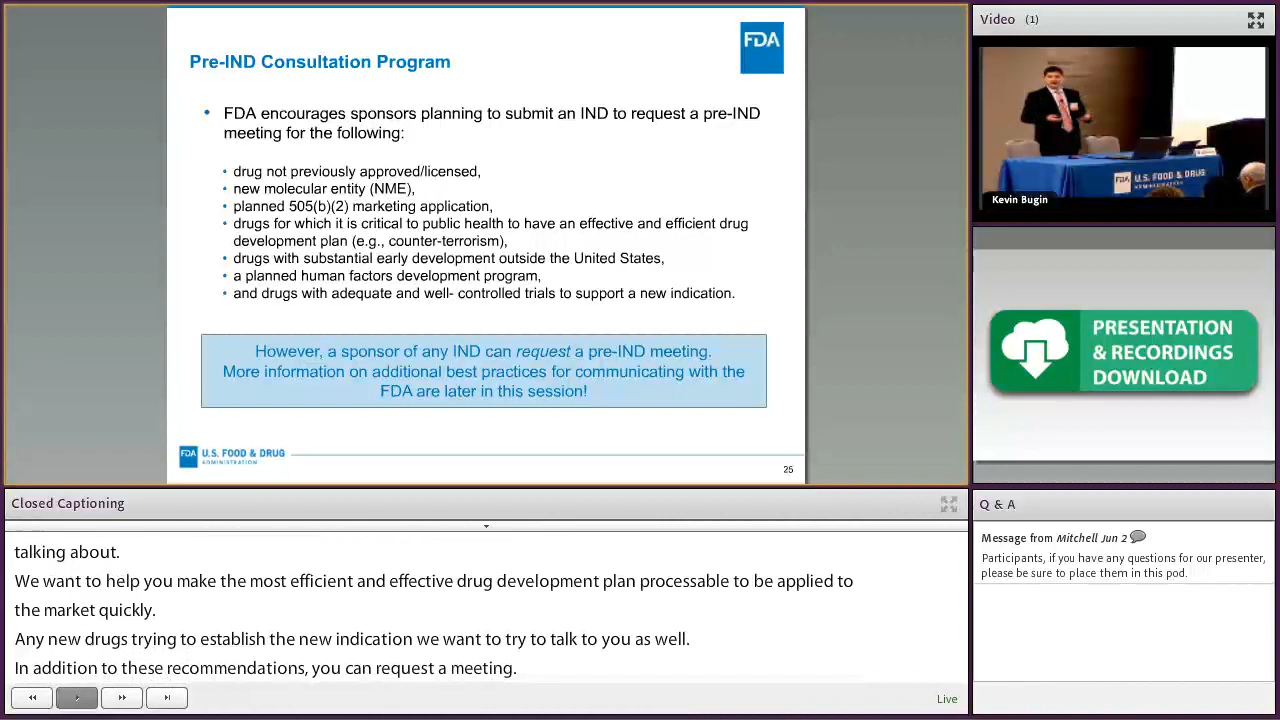 FDA
Pre-IND Consultation Program
• FDA encourages sponsors planning to submit an IND to request a pre-IND
meeting for the following:
• drug not previously approved/licensed,
• new molecular entity (NME),
• planned 505(b)(2) marketing application,
• drugs for which it is critical to public health to have an effective and efficient drug
development plan (e.g., counter-terrorism),
• drugs with substantial early development outside the United States,
• a planned human factors development program,
• and drugs with adequate and well- controlled trials to support a new indication.
However, a sponsor of any IND can request a pre-IND meeting.
More information on additional best practices for communicating with the
FDA are later in this session!
FDA U.S. FOOD & DRUG
ADMINISTRATION
25
Video (1)
FDA U.S. FOOD & DRUG
ADMINISTRATION
Kevin Bugin
PRESENTATION
& RECORDINGS
DOWNLOAD
Closed Captioning
talking about.
We want to help you make the most efficient and effective drug development plan processable to be applied to
the market quickly.
Any new drugs trying to establish the new indication we want to try to talk to you as well.
In addition to these recommendations, you can request a meeting.
Live
Q & A
Message from Mitchell Jun 2
Participants, if you have any questions for our presenter,
please be sure to place them in this pod.